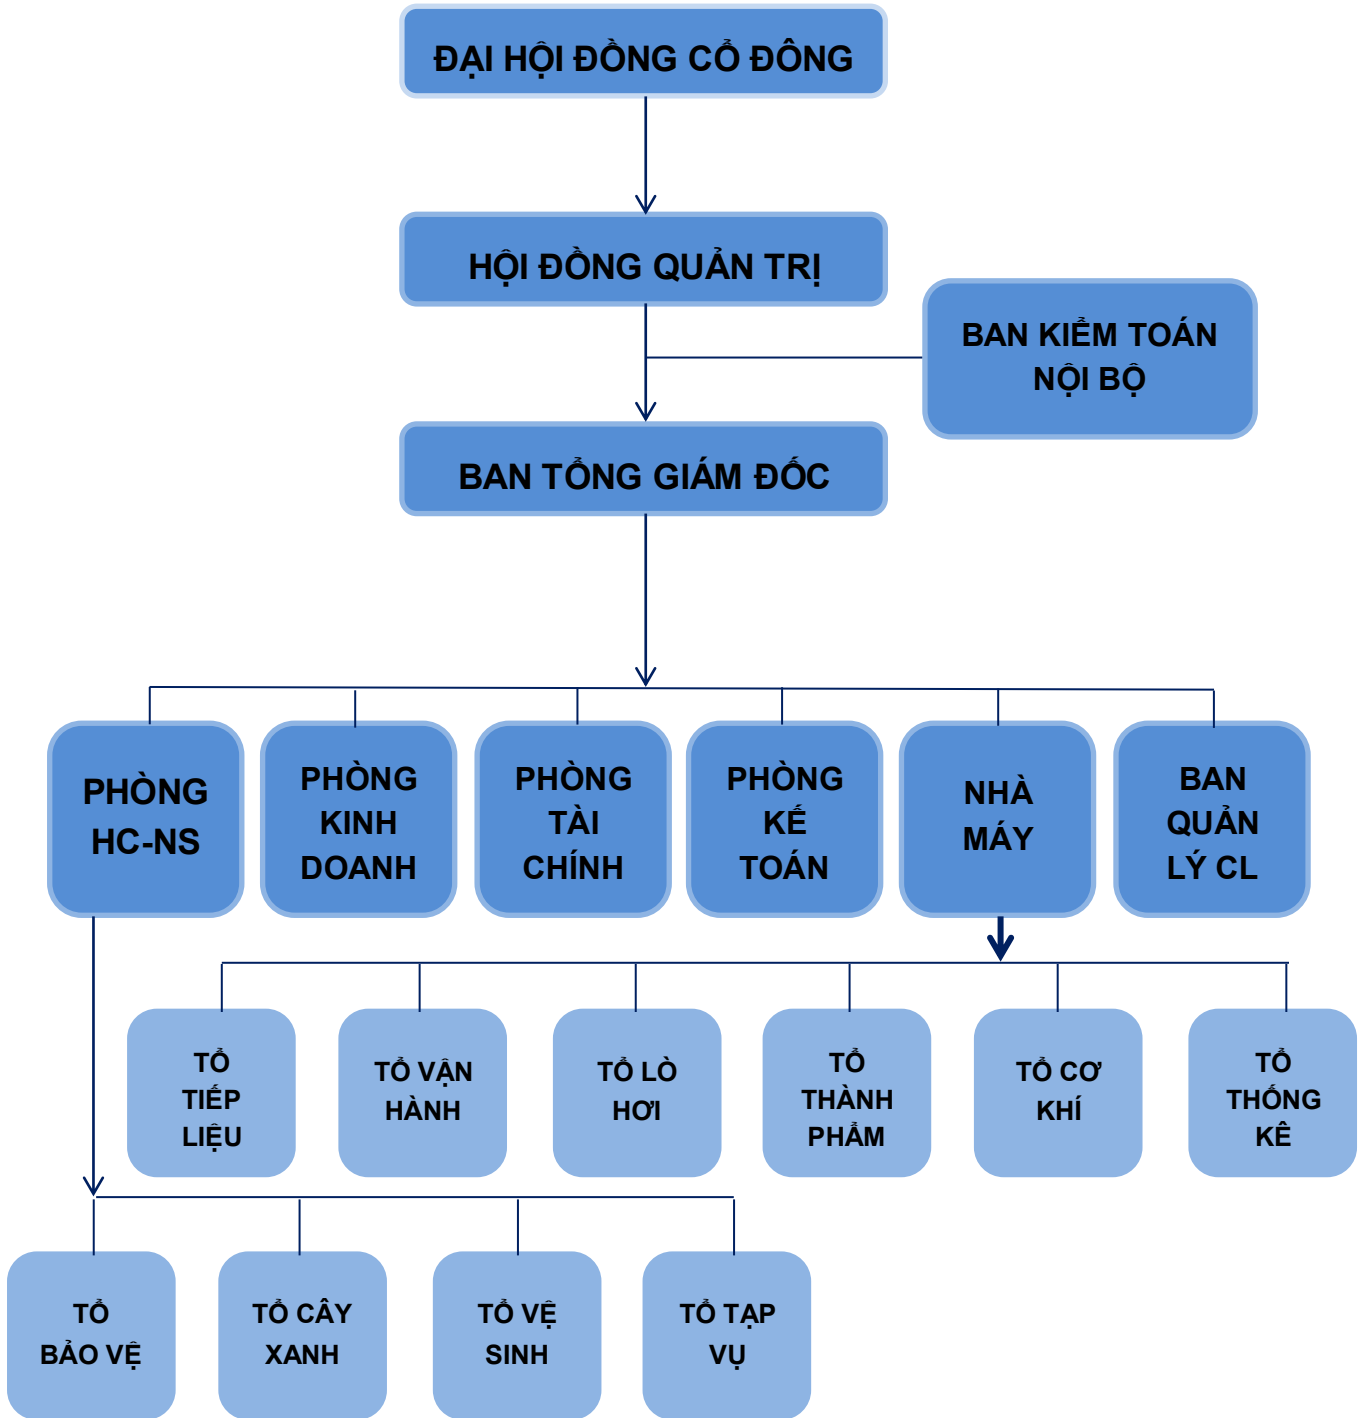 ĐẠI HỘI ĐỒNG CỔ ĐÔNG
HỘI ĐỒNG QUẢN TRỊ
BAN KIỂM TOÁN
NỘI BỘ
BAN TỔNG GIÁM ĐỐC
PHÒNG
HC-NS
PHÒNG
KINH
DOANH
PHÒNG
TÀI
CHÍNH
PHÒNG
KẾ
TOÁN
NHÀ
MÁY
BAN
QUẢN
LÝ CL
TỔ
TIẾP
LIỆU
TỔ VẬN
HÀNH
TỔ LÒ
HƠI
TỔ
THÀNH
PHẨM
TỔ CƠ
KHÍ
TỔ
THỐNG
KÊ
TỔ
BẢO VỆ
TỔ CÂY
XANH
TỔ VỆ
SINH
TỔ TẠP
VỤ